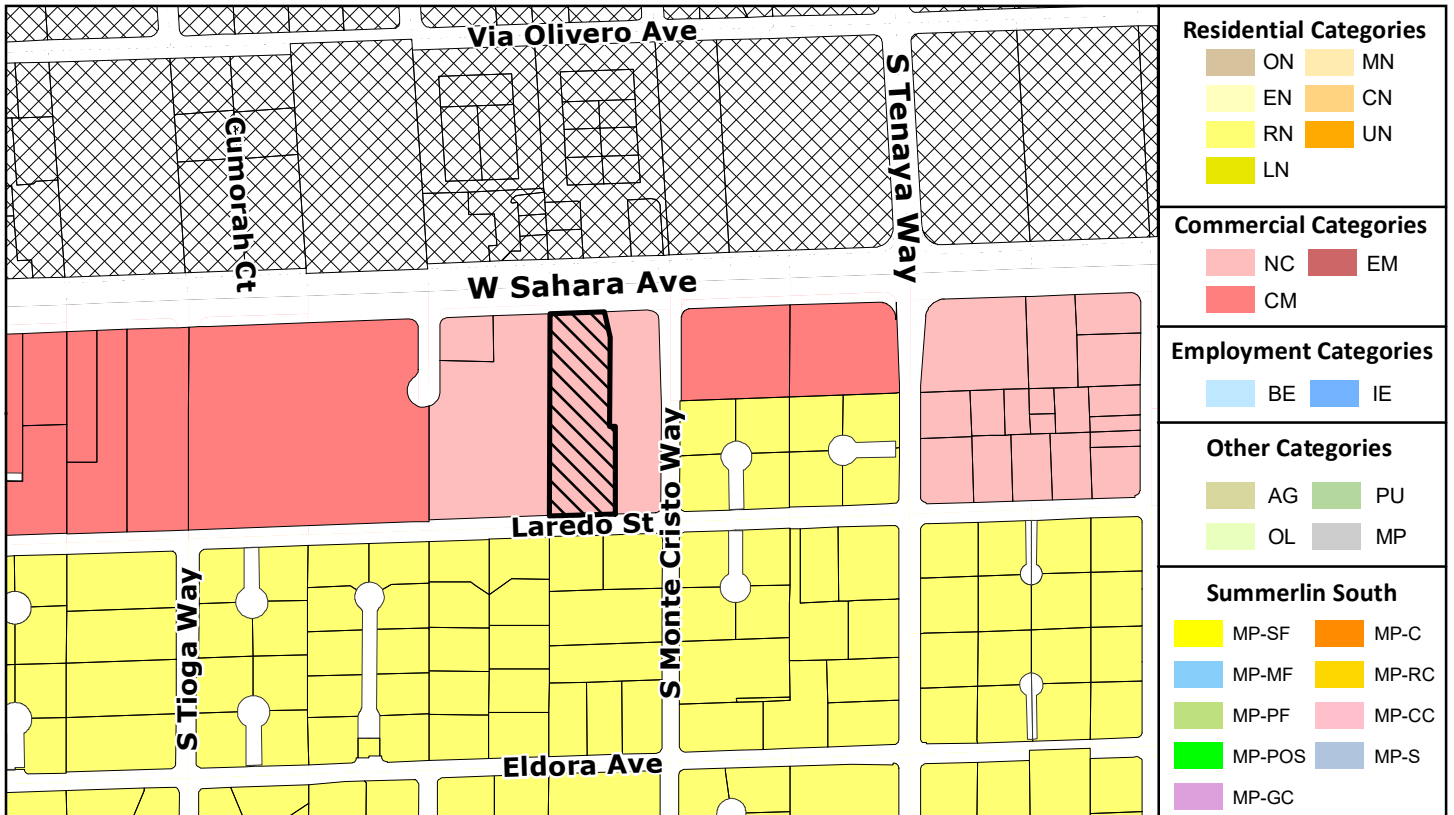 Via Olivero Ave
S Tenaya Way
Cumorah Ct
W Sahara Ave
Laredo St
S Monte Cristo Way
S Tioga Way
Eldora Ave
Residential Categories
ON MN
EN CN
RN UN
LN
Commercial Categories
NC EM
CM
Employment Categories
BE IE
Other Categories
AG PU
OL MP
Summerlin South
MP-SF MP-C
MP-MF MP-RC
MP-PF MP-CC
MP-POS MP-S
MP-GC